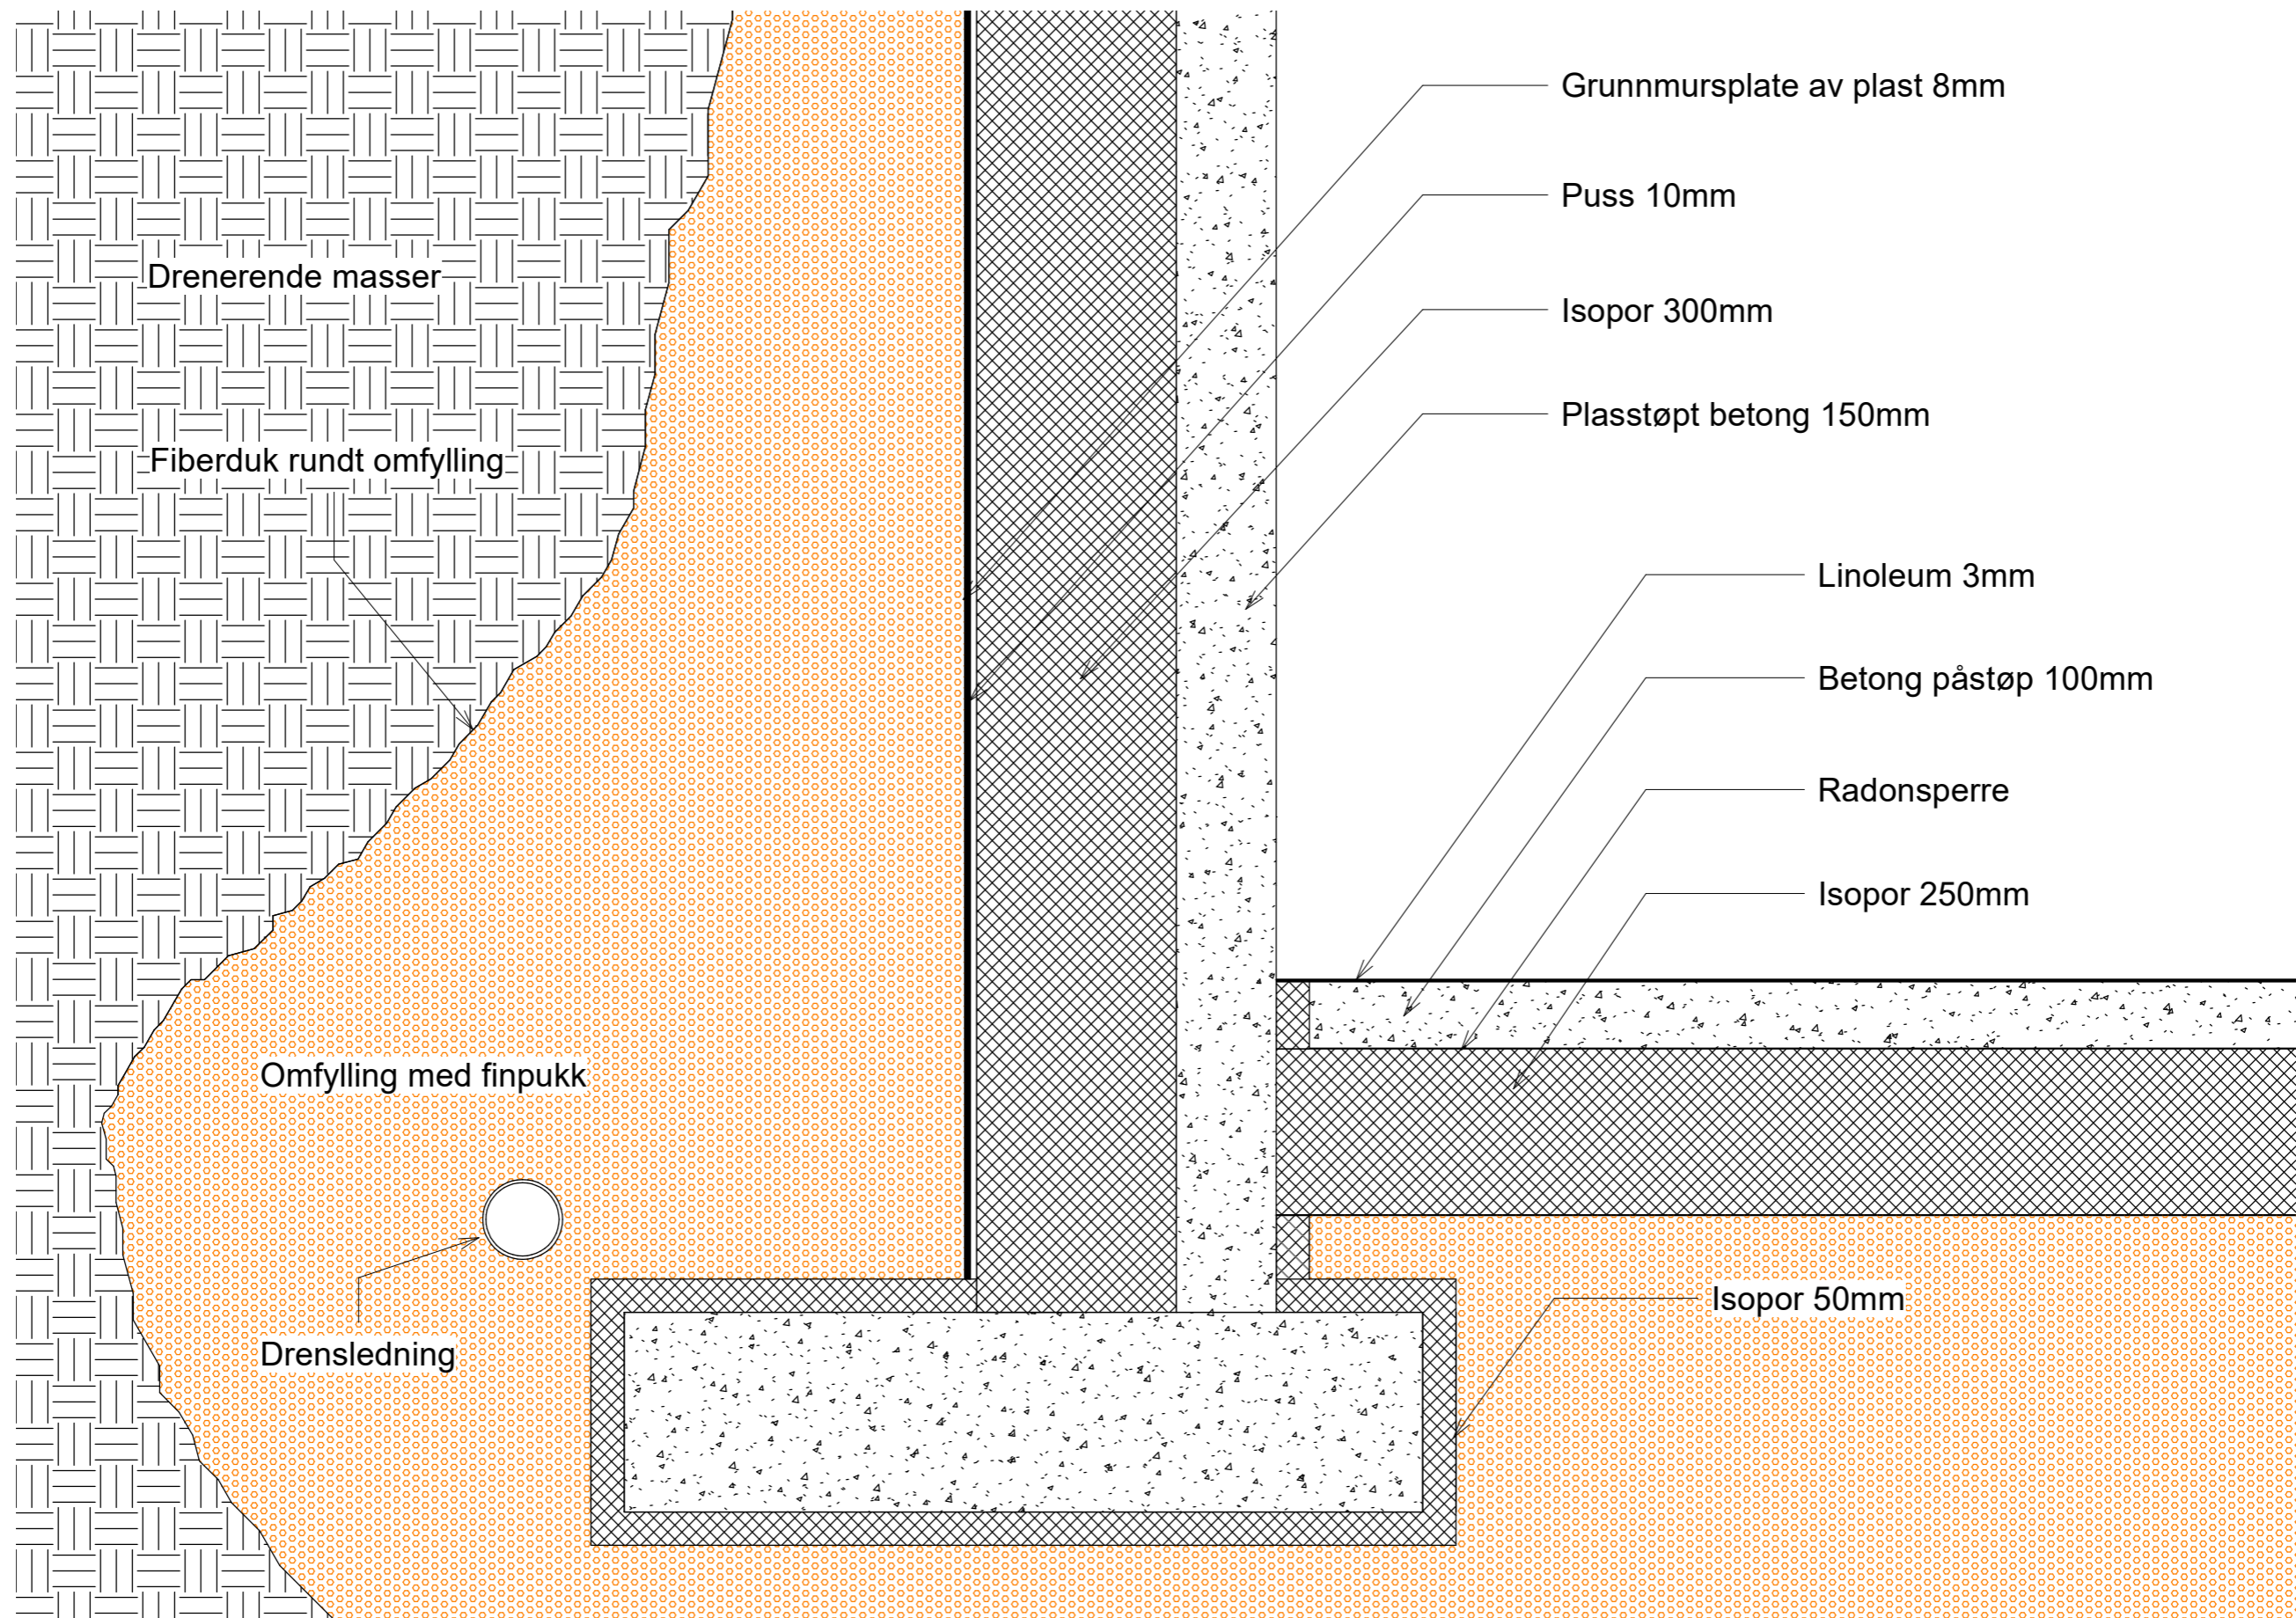 Grunnmursplate av plast 8mm
Puss 10mm
Drenerende masser
Isopor 300mm
Plasstøpt betong 150mm
Fiberduk rundt omfylling
Linoleum 3mm
Betong påstøp 100mm
Radonsperre
Isopor 250mm
Omfylling med finpukk
Isopor 50mm
Drensledning